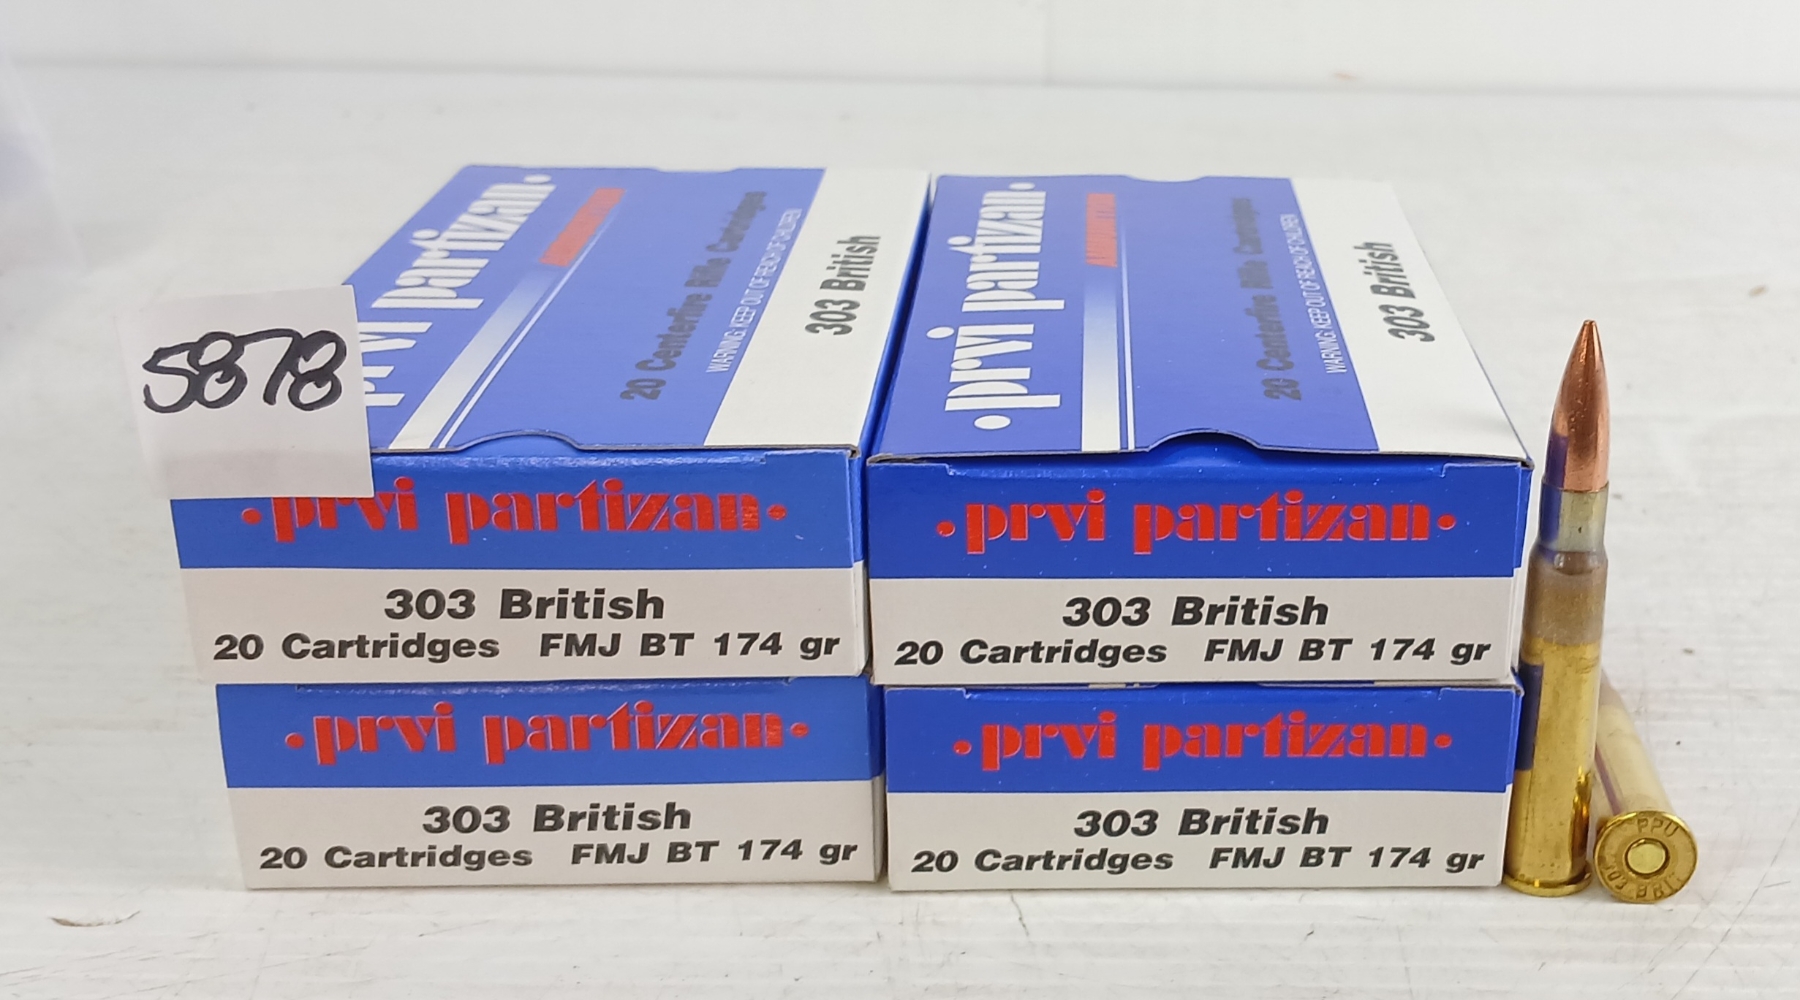 5878
prvi partizan
AMMUNITION
20 Centerfire Rifle Cartridges
WARNING: KEEP OUT OF REACH OF CHILDREN
303 British
• prvi partizan •
AMMUNITION
20 Centerfire Rifle Cartridges
WARNING: KEEP OUT OF REACH OF CHILDREN
303 British
• prvi partizan •
303 British
20 Cartridges FMJ BT 174 gr
• prvi partizan •
303 British
20 Cartridges FMJ BT 174 gr
• prvi partizan •
303 British
20 Cartridges FMJ BT 174 gr
• prvi partizan •
303 British
20 Cartridges FMJ BT 174 gr
PPU
303 BRIT